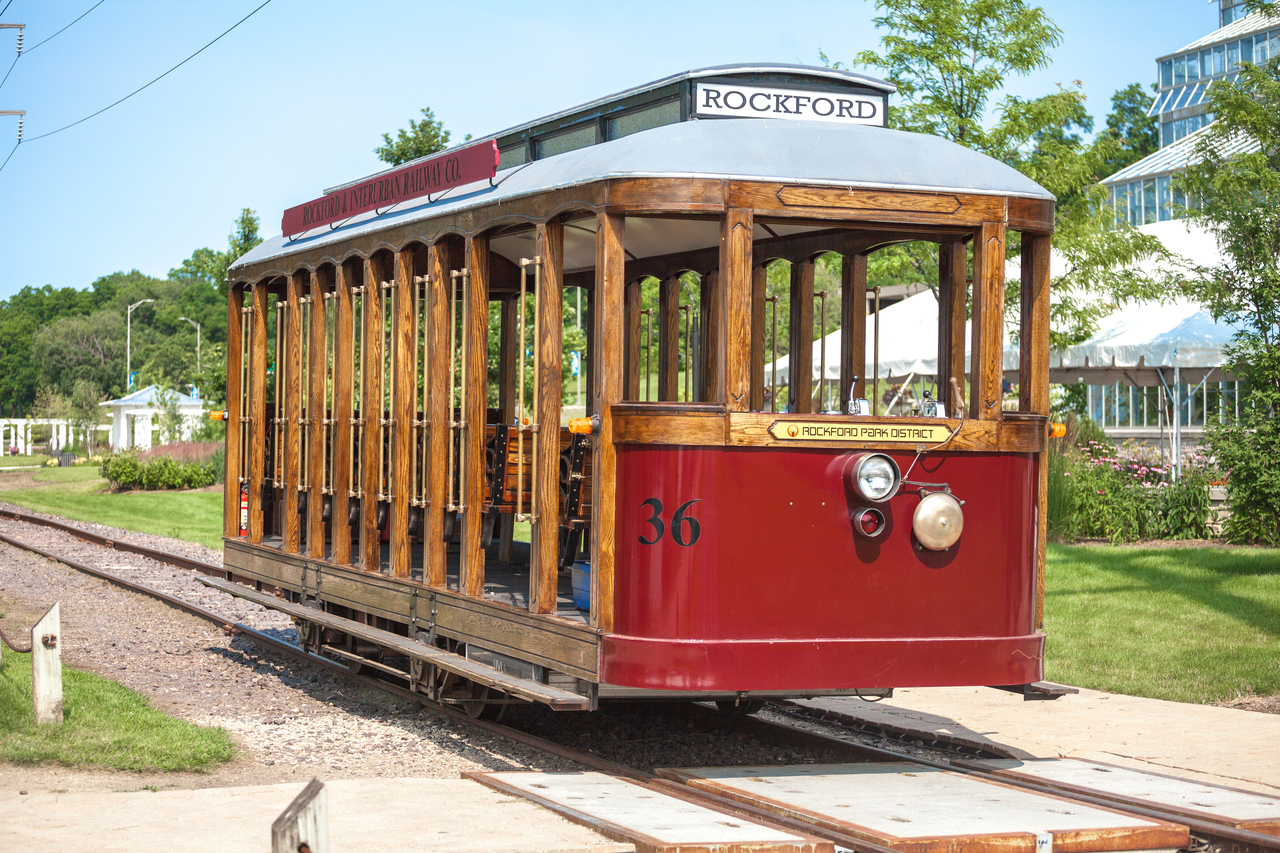 ROCKFORD
ROCKFORD & INTERURBAN RAILWAY CO.
ROCKFORD PARK DISTRICT
36